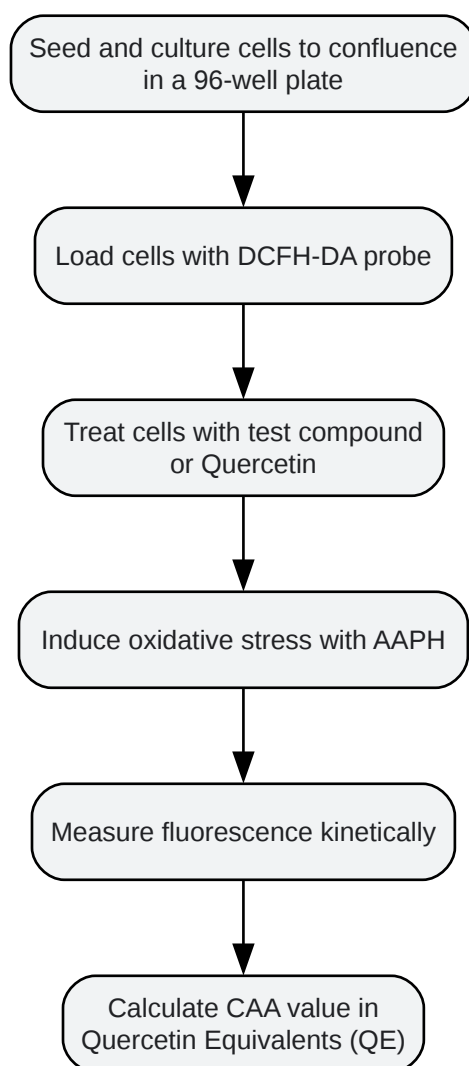 Seed and culture cells to confluence
in a 96-well plate
Load cells with DCFH-DA probe
Treat cells with test compound
or Quercetin
Induce oxidative stress with AAPH
Measure fluorescence kinetically
Calculate CAA value in
Quercetin Equivalents (QE)